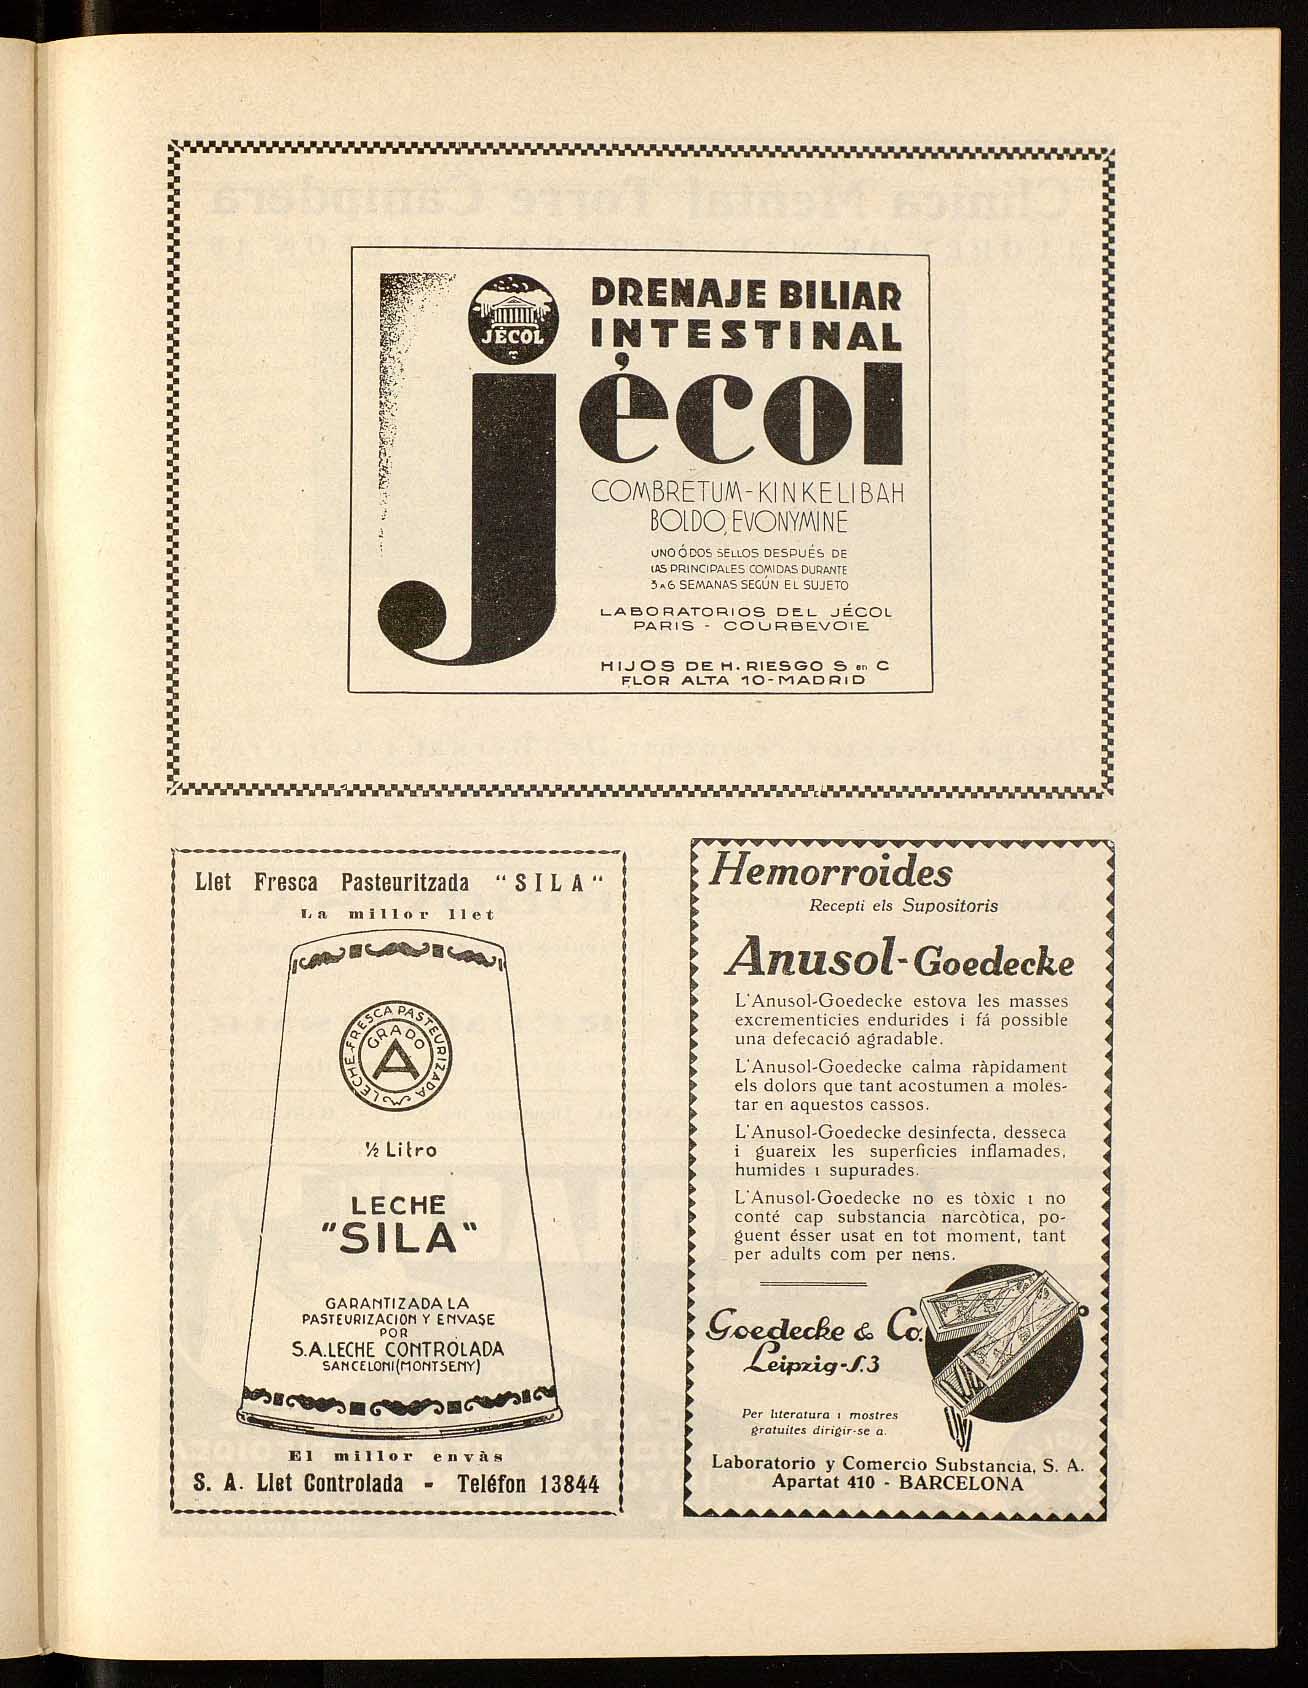 JÉCOL
DRENAJE BILIAR
INTESTINAL
jécol
COMBRETUM-KINKELIBAH
BOLDO, EVONYMINE
UNO Ó DOS SELLOS DESPUÉS DE
LAS PRINCIPALES COMIDAS DURANTE
3 A 6 SEMANAS SEGÚN EL SUJETO
LABORATORIOS DEL JÉCOL
PARIS - COURBEVOIE
HIJOS DE H. RIESGO S en C
FLOR ALTA 10-MADRID
Llet Fresca Pasteuritzada "SILA"
La millor llet
LECHE-FRESCA PASTEURIZADA
GRADO
A
½ Litro
LECHE
"SILA"
GARANTIZADA LA
PASTEURIZACION Y ENVASE
POR
S.A. LECHE CONTROLADA
SANCELONI (MONTSENY)
El millor envàs
S. A. Llet Controlada - Teléfon 13844
Hemorroides
Recepti els Supositoris
Anusol-Goedecke
L'Anusol-Goedecke estova les masses
excrementicies endurides i fá possible
una defecació agradable.
L'Anusol-Goedecke calma ràpidament
els dolors que tant acostumen a moles-
tar en aquestos cassos.
L'Anusol-Goedecke desinfecta, desseca
i guareix les superficies inflamades,
humides i supurades.
L'Anusol-Goedecke no es tòxic i no
conté cap substancia narcòtica, po-
guent ésser usat en tot moment, tant
per adults com per nens.
Goedecke & Co.
Leipzig-S.3
Per literatura i mostres
gratuites dirigir-se a
Laboratorio y Comercio Substancia, S. A.
Apartat 410 - BARCELONA